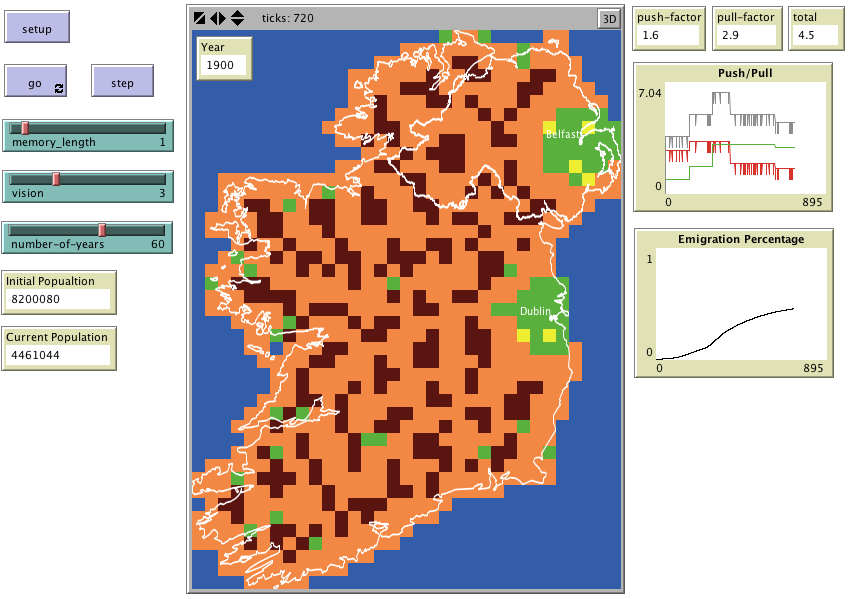 setup
go
step
memory_length 1
vision 3
number-of-years 60
Initial Popualtion
8200080
Current Population
4461044
ticks: 720
3D
Year
1900
Belfast
Dublin
push-factor
1.6
pull-factor
2.9
total
4.5
Push/Pull
7.04
0
0 895
Emigration Percentage
1
0
0 895